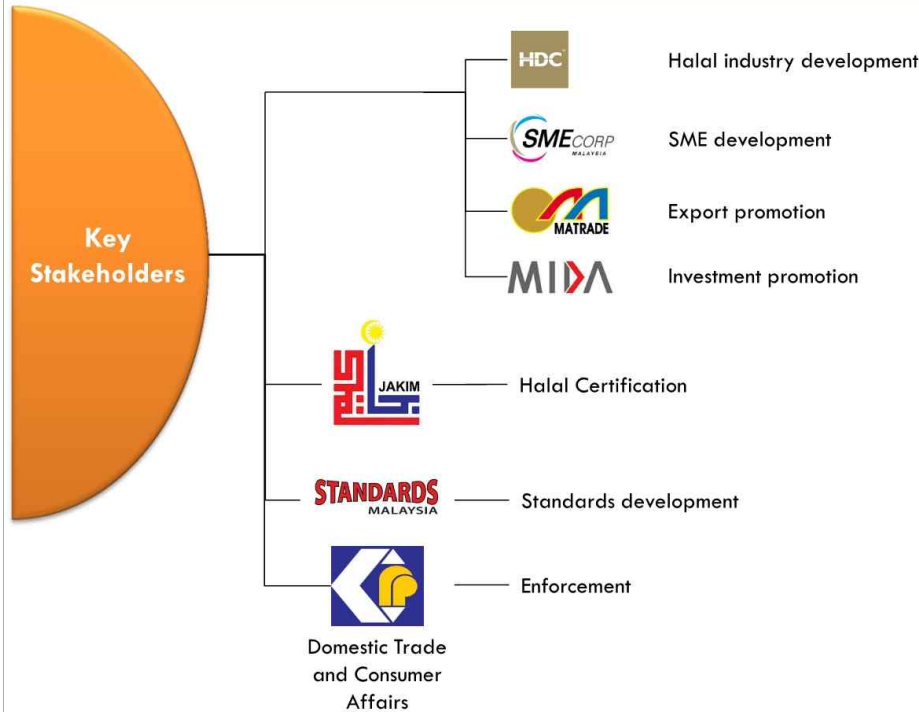 Key
Stakeholders
HDC
Halal industry development
SMECORP
MALAYSIA
SME development
MATRADE
Export promotion
MIDA
Investment promotion
JAKIM
Halal Certification
STANDARDS
MALAYSIA
Standards development
Enforcement
Domestic Trade
and Consumer
Affairs